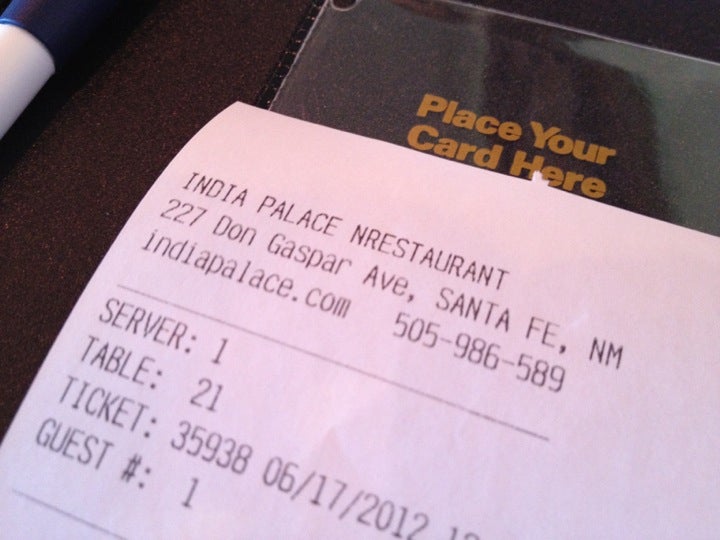 Place Your
Card Here
INDIA PALACE NRESTAURANT
227 Don Gaspar Ave, SANTA FE, NM
indiapalace.com 505-986-589
SERVER: 1
TABLE: 21
TICKET: 35938 06/17/2012
GUEST #: 1